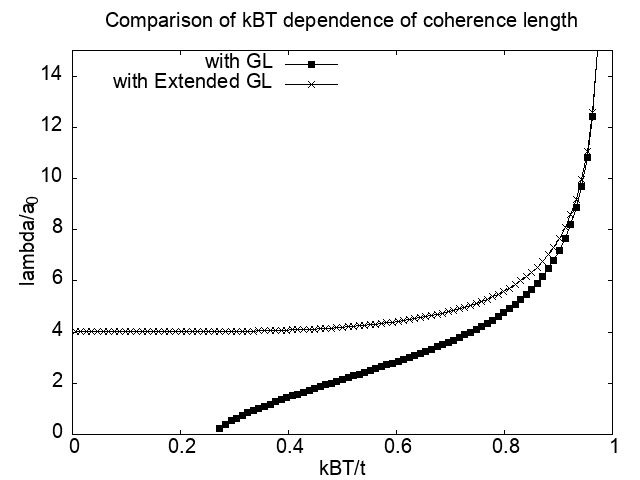 Comparison of kBT dependence of coherence length
with GL
with Extended GL
14
12
10
8
6
4
2
0
lambda/a0
0
0.2
0.4
0.6
0.8
1
kBT/t